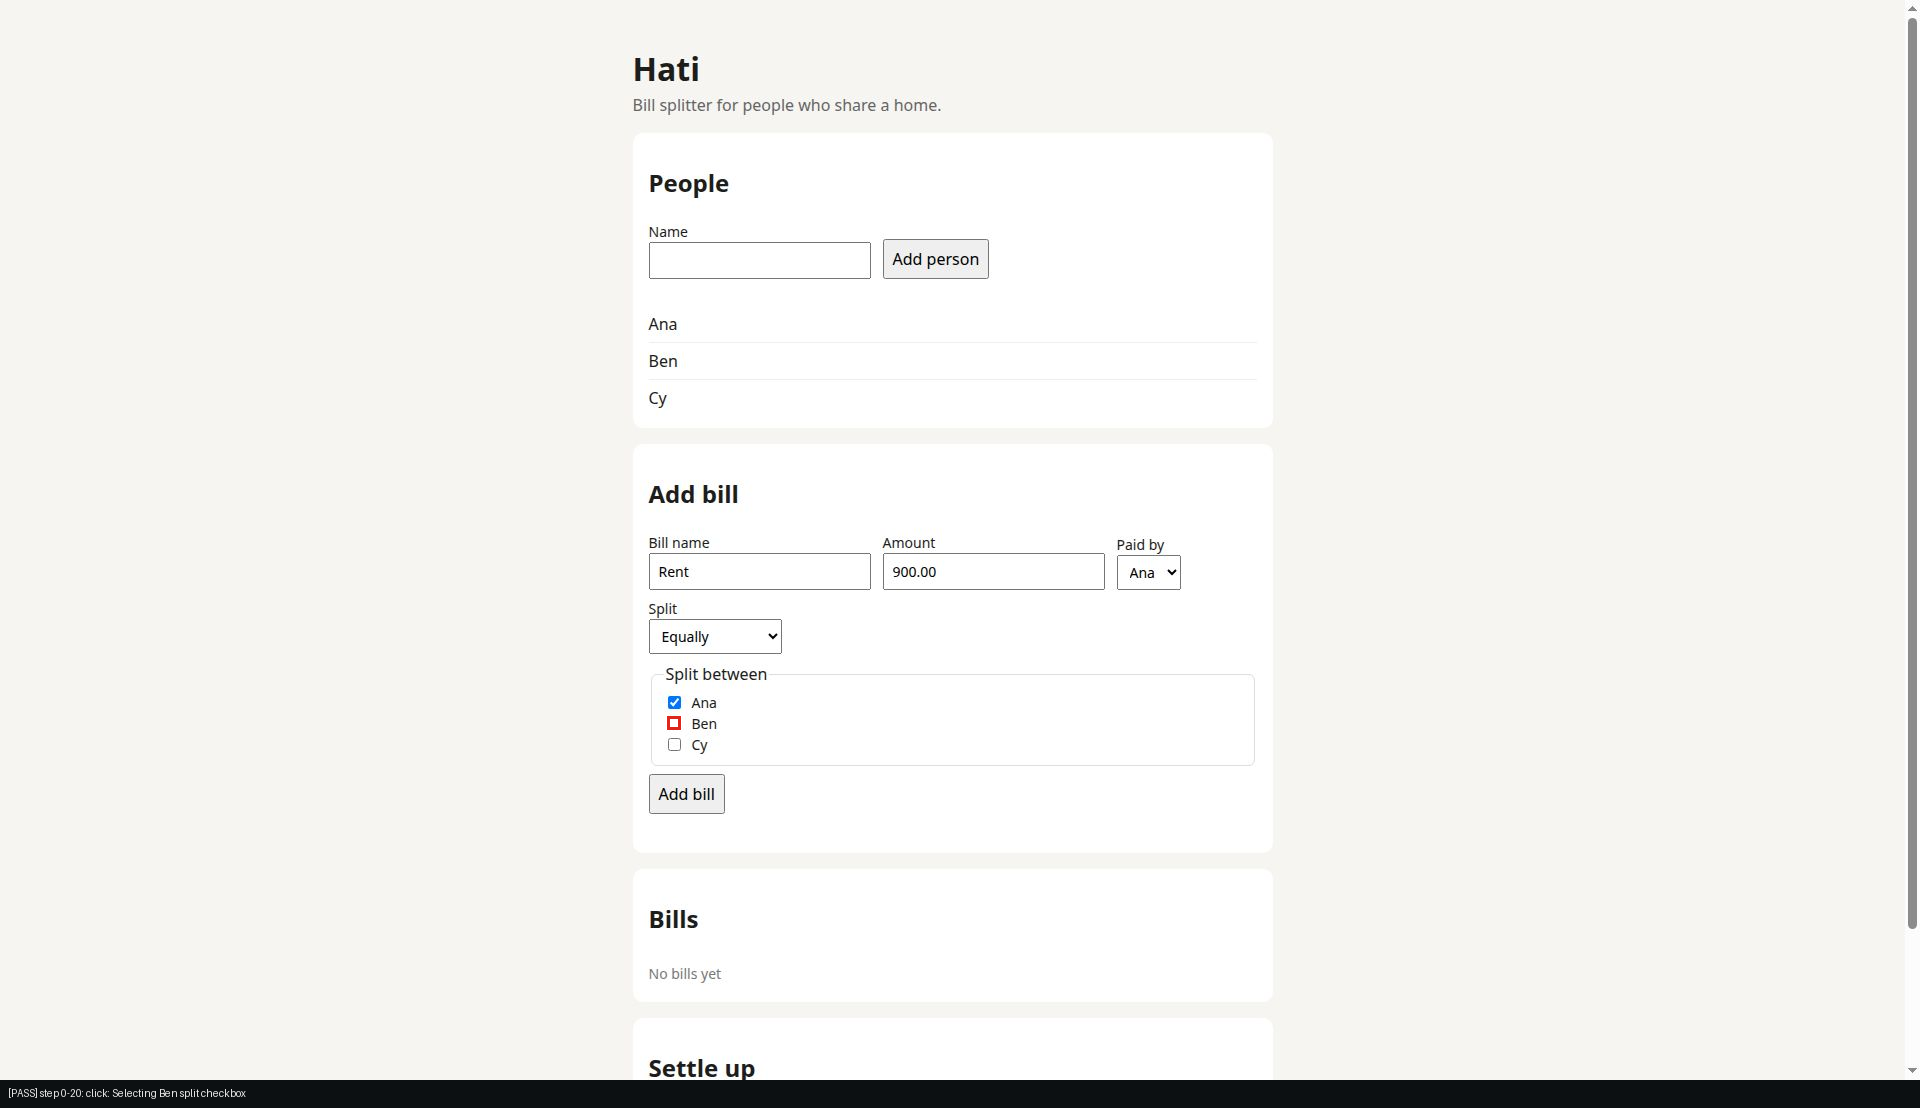 Hati
Bill splitter for people who share a home.
People
Name
Add person
Ana
Ben
Cy
Add bill
Bill name
Amount
Paid by
Rent
900.00
Ana
Split
Equally
Split between
Ana
Ben
Cy
Add bill
Bills
No bills yet
Settle up
[PASS] step 0-20: click: Selecting Ben split checkbox